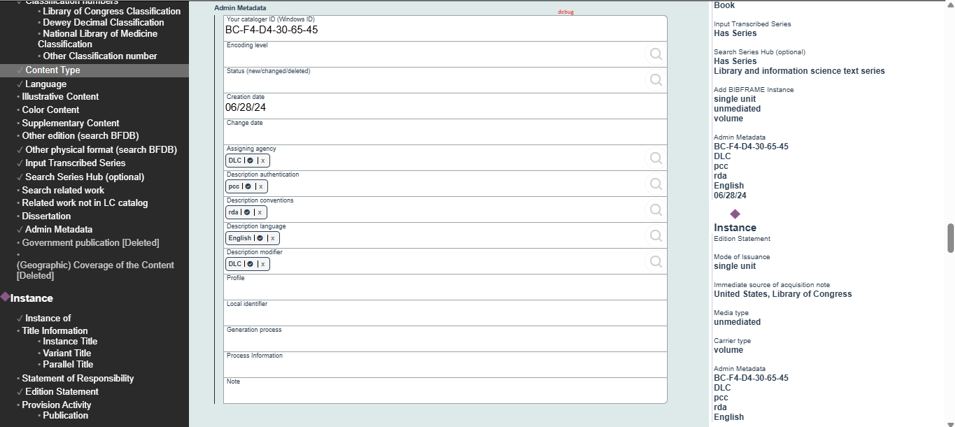 Classification numbers
• Library of Congress Classification
• Dewey Decimal Classification
• National Library of Medicine
Classification
• Other Classification number
✓ Content Type
✓ Language
• Illustrative Content
• Color Content
• Supplementary Content
• Other edition (search BFDB)
✓ Other physical format (search BFDB)
✓ Input Transcribed Series
✓ Search Series Hub (optional)
• Search related work
• Related work not in LC catalog
• Dissertation
✓ Admin Metadata
• Government publication [Deleted]
•
(Geographic) Coverage of the Content
[Deleted]
Instance
✓ Instance of
• Title Information
• Instance Title
• Variant Title
• Parallel Title
• Statement of Responsibility
✓ Edition Statement
• Provision Activity
• Publication
Admin Metadata
debug
Your cataloger ID (Windows ID)
BC-F4-D4-30-65-45
Encoding level
Status (new/changed/deleted)
Creation date
06/28/24
Change date
Assigning agency
DLC | ✓ | x
Description authentication
pcc | ✓ | x
Description conventions
rda | ✓ | x
Description language
English | ✓ | x
Description modifier
DLC | ✓ | x
Profile
Local identifier
Generation process
Process Information
Note
Book
Input Transcribed Series
Has Series
Search Series Hub (optional)
Has Series
Library and information science text series
Add BIBFRAME Instance
single unit
unmediated
volume
Admin Metadata
BC-F4-D4-30-65-45
DLC
pcc
rda
English
06/28/24
Instance
Edition Statement
Mode of Issuance
single unit
Immediate source of acquisition note
United States, Library of Congress
Media type
unmediated
Carrier type
volume
Admin Metadata
BC-F4-D4-30-65-45
DLC
pcc
rda
English